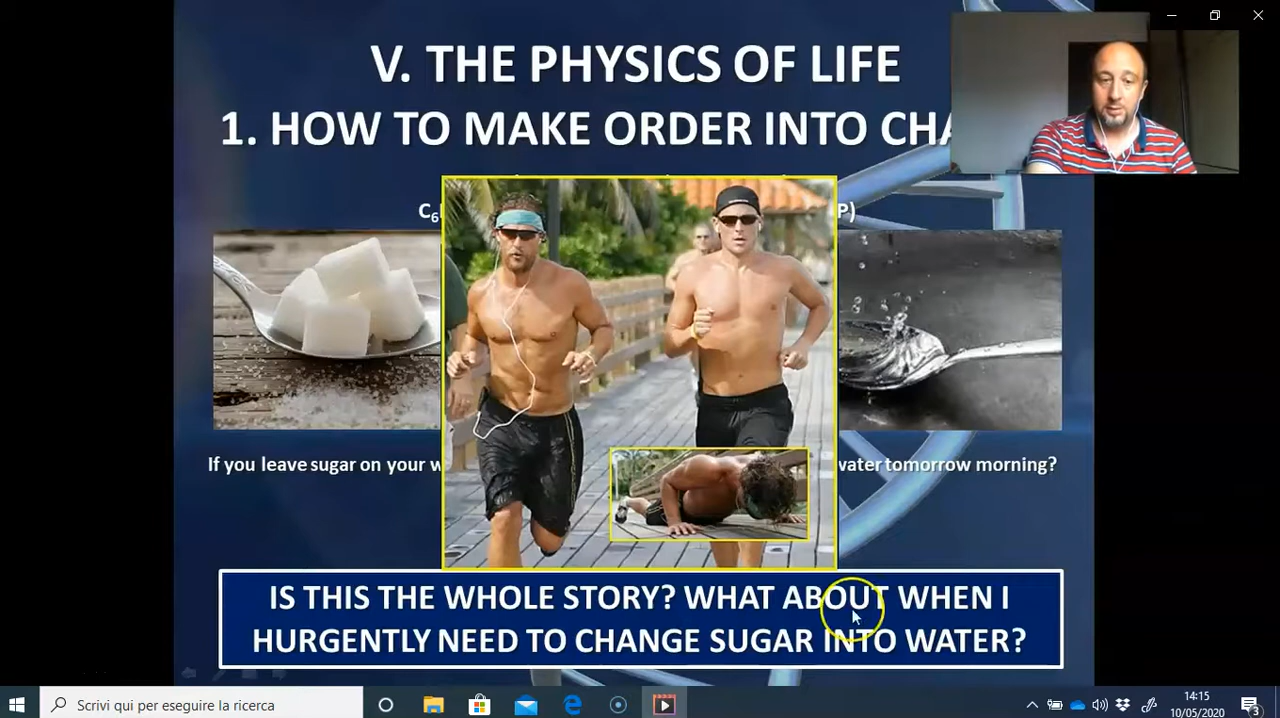 V. THE PHYSICS OF LIFE
1. HOW TO MAKE ORDER INTO CHA
C₆
P)
If you leave sugar on your w
water tomorrow morning?
IS THIS THE WHOLE STORY? WHAT ABOUT WHEN I
HURGENTLY NEED TO CHANGE SUGAR INTO WATER?
Scrivi qui per eseguire la ricerca
14:15
10/05/2020
3